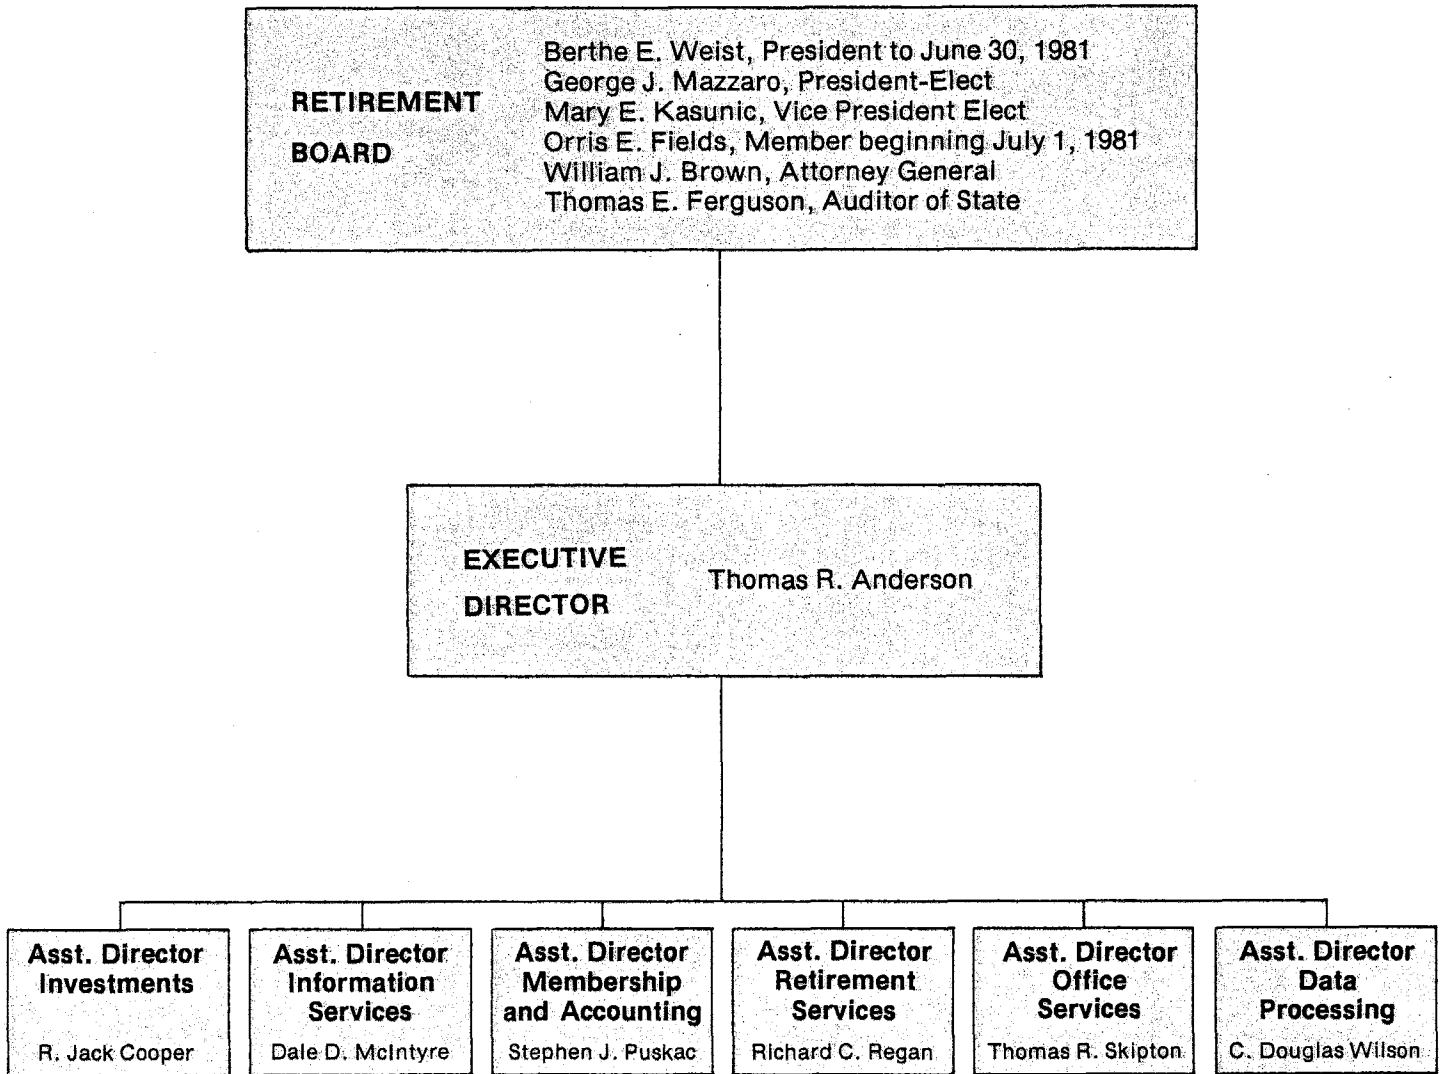 RETIREMENT
BOARD
Berthe E. Weist, President to June 30, 1981
George J. Mazzaro, President-Elect
Mary E. Kasunic, Vice President Elect
Orris E. Fields, Member beginning July 1, 1981
William J. Brown, Attorney General
Thomas E. Ferguson, Auditor of State
EXECUTIVE
DIRECTOR
Thomas R. Anderson
Asst. Director
Investments
R. Jack Cooper
Asst. Director
Information
Services
Dale D. McIntyre
Asst. Director
Membership
and Accounting
Stephen J. Puskac
Asst. Director
Retirement
Services
Richard C. Regan
Asst. Director
Office
Services
Thomas R. Skipton
Asst. Director
Data
Processing
C. Douglas Wilson